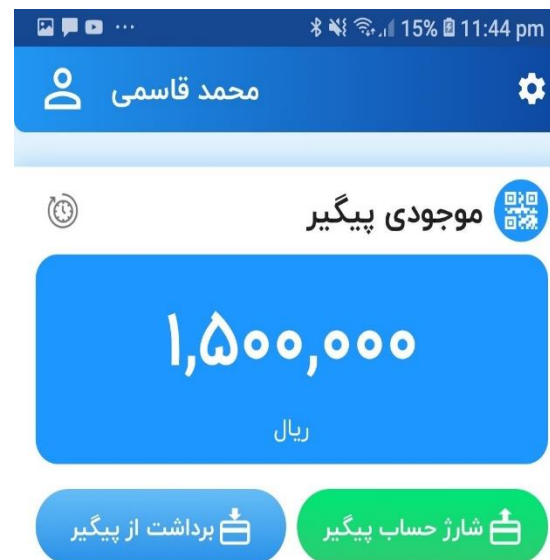 15% 11:44 pm
محمد قاسمی
موجودی پیگیر
۱,۵۰۰,۰۰۰
ریال
شارژ حساب پیگیر
برداشت از پیگیر